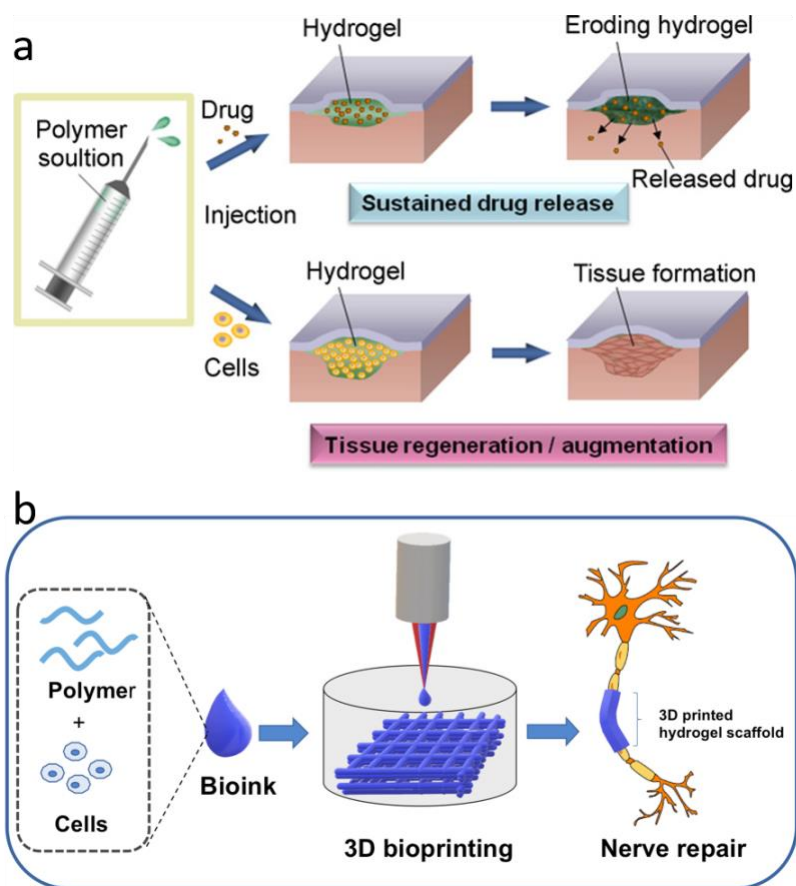 a
Hydrogel
Eroding hydrogel
Drug
Polymer
soultion
Released drug
Injection
Sustained drug release
Hydrogel
Tissue formation
Cells
Tissue regeneration / augmentation
b
Polymer
+
Cells
Bioink
3D bioprinting
3D printed
hydrogel scaffold
Nerve repair